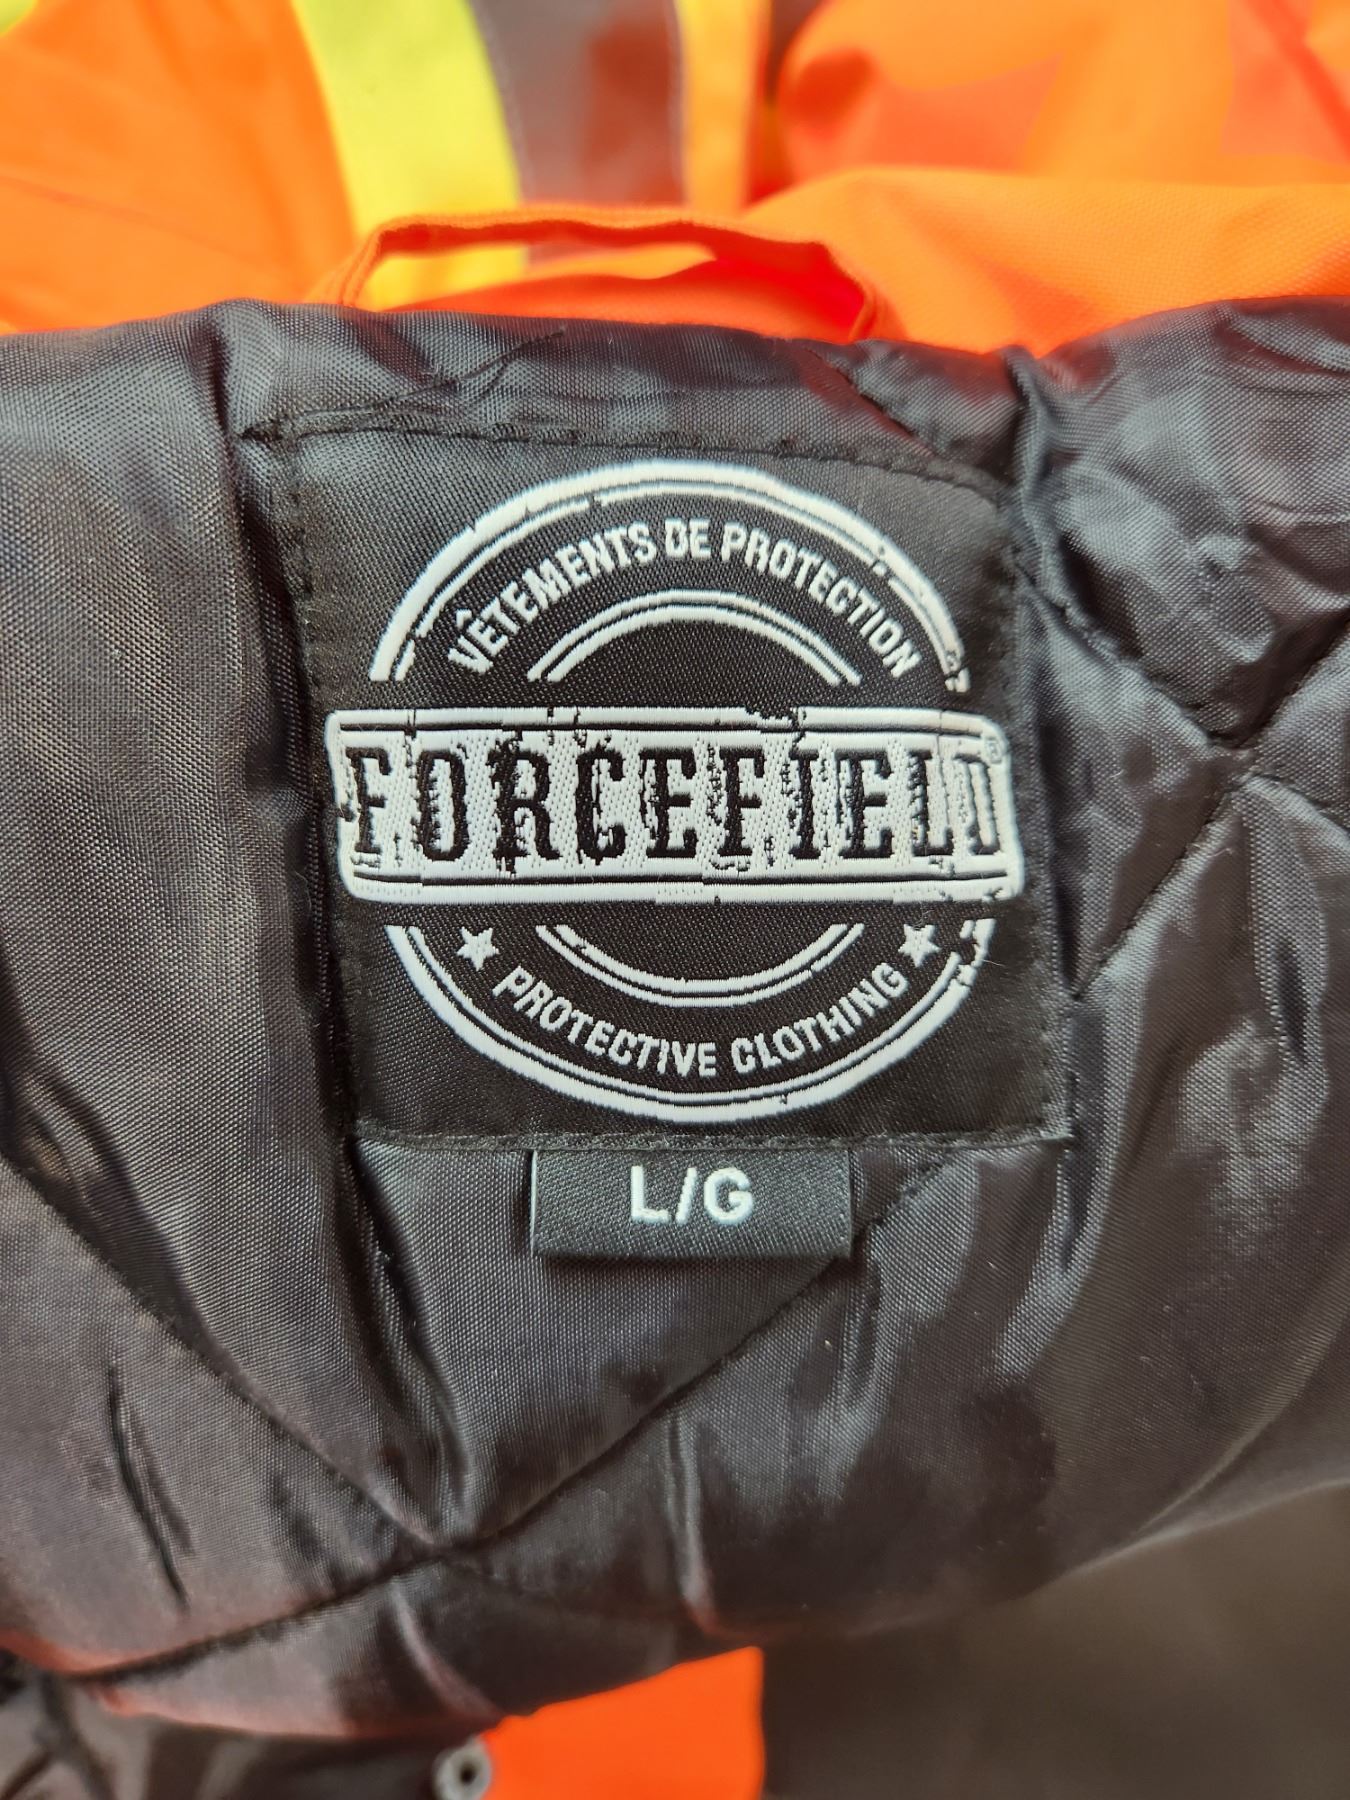 VÊTEMENTS DE PROTECTION
FORCEFIELD®
PROTECTIVE CLOTHING
L/G